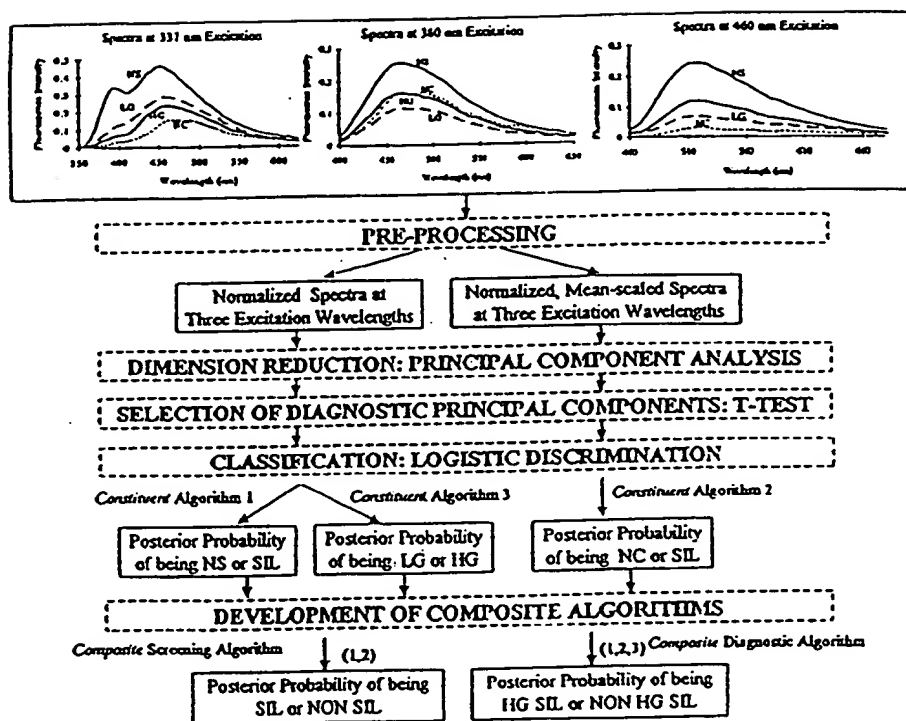 Spectra at 337 nm Excitation
Spectra at 360 nm Excitation
Spectra at 460 nm Excitation
NS
LG
NC
NS
NC
LG
NS
LG
NC
Wavelength (nm)
Wavelength (nm)
Wavelength (nm)
PRE-PROCESSING
Normalized Spectra at
Three Excitation Wavelengths
Normalized, Mean-scaled Spectra
at Three Excitation Wavelengths
DIMENSION REDUCTION: PRINCIPAL COMPONENT ANALYSIS
SELECTION OF DIAGNOSTIC PRINCIPAL COMPONENTS: T-TEST
CLASSIFICATION: LOGISTIC DISCRIMINATION
Constituent Algorithm 1
Constituent Algorithm 3
Constituent Algorithm 2
Posterior Probability
of being NS or SIL
Posterior Probability
of being LG or HG
Posterior Probability
of being NC or SIL
DEVELOPMENT OF COMPOSITE ALGORITHMS
Composite Screening Algorithm
(1,2)
(1,2,3) Composite Diagnostic Algorithm
Posterior Probability of being
SIL or NON SIL
Posterior Probability of being
HG SIL or NON HG SIL